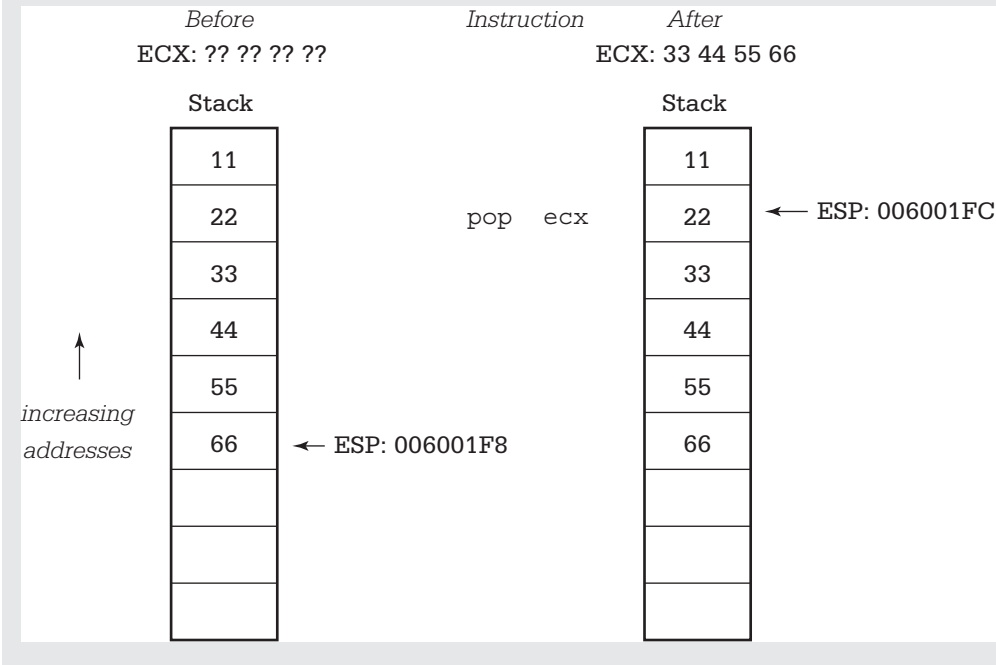 Before Instruction After
ECX: ?? ?? ?? ?? ECX: 33 44 55 66
Stack Stack
11 11
22 pop ecx 22 ESP: 006001FC
33 33
44 44
55 55
increasing
addresses
66 ESP: 006001F8 66